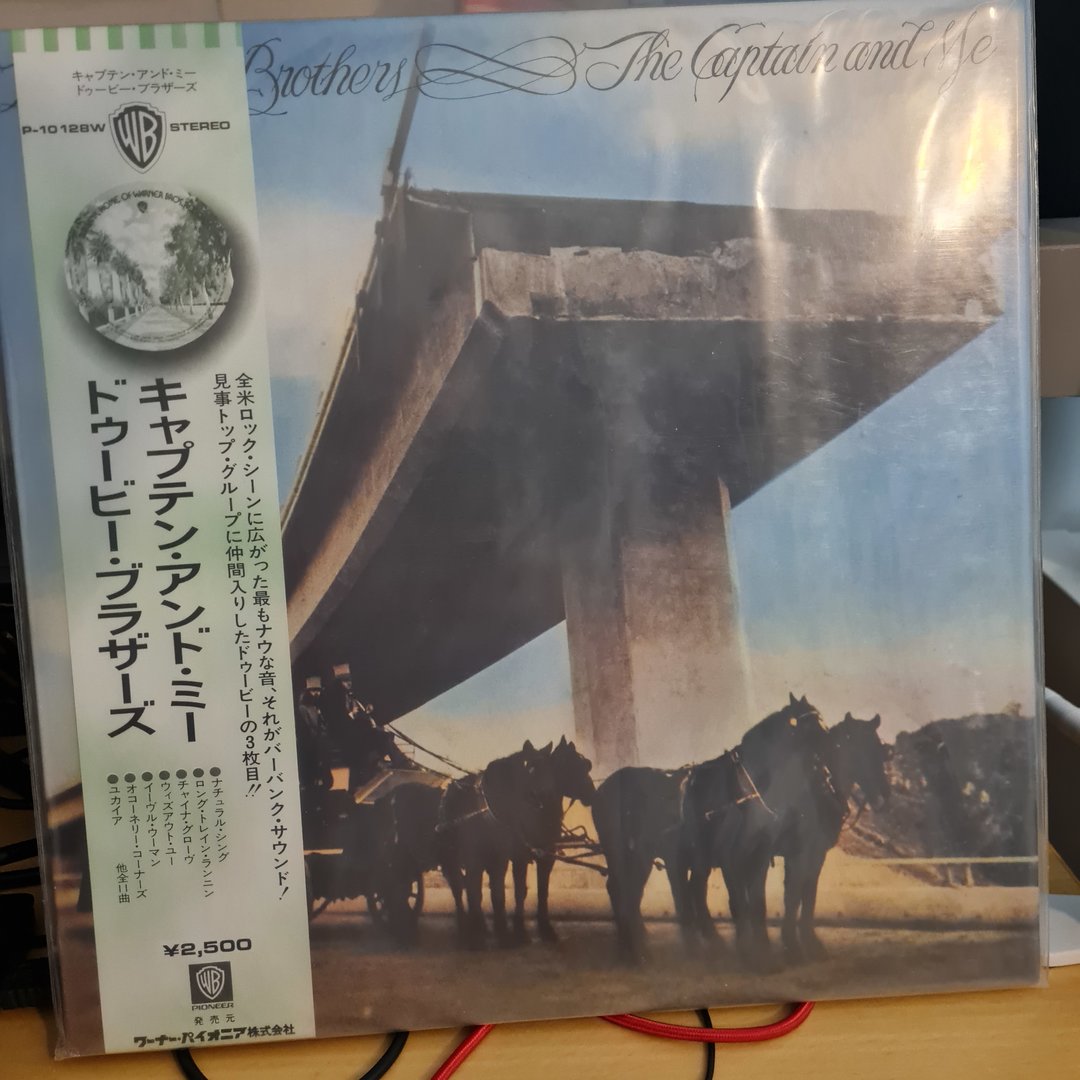 Brothers The Captain and Me
キャプテン・アンド・ミー
ドゥービー・ブラザーズ
P-10128W WB STEREO
HOME OF WARNER BROS
全米ロック・シーンに広がった最もナウな音、それがバーバンク・サウンド!
見事トップ・グループに仲間入りしたドゥービーの3枚目!!
キャプテン・アンド・ミー
ドゥービー・ブラザーズ
●ナチュラル・シング
●ロング・トレイン・ランニン
●チャイナ・グローヴ
●ウィズアウト・ユー
●イーヴル・ウーマン
●オコーネリー・コーナーズ
●ユカイア 他全11曲
¥2,500
WB
PIONEER
発売元
ワーナー・パイオニア株式会社